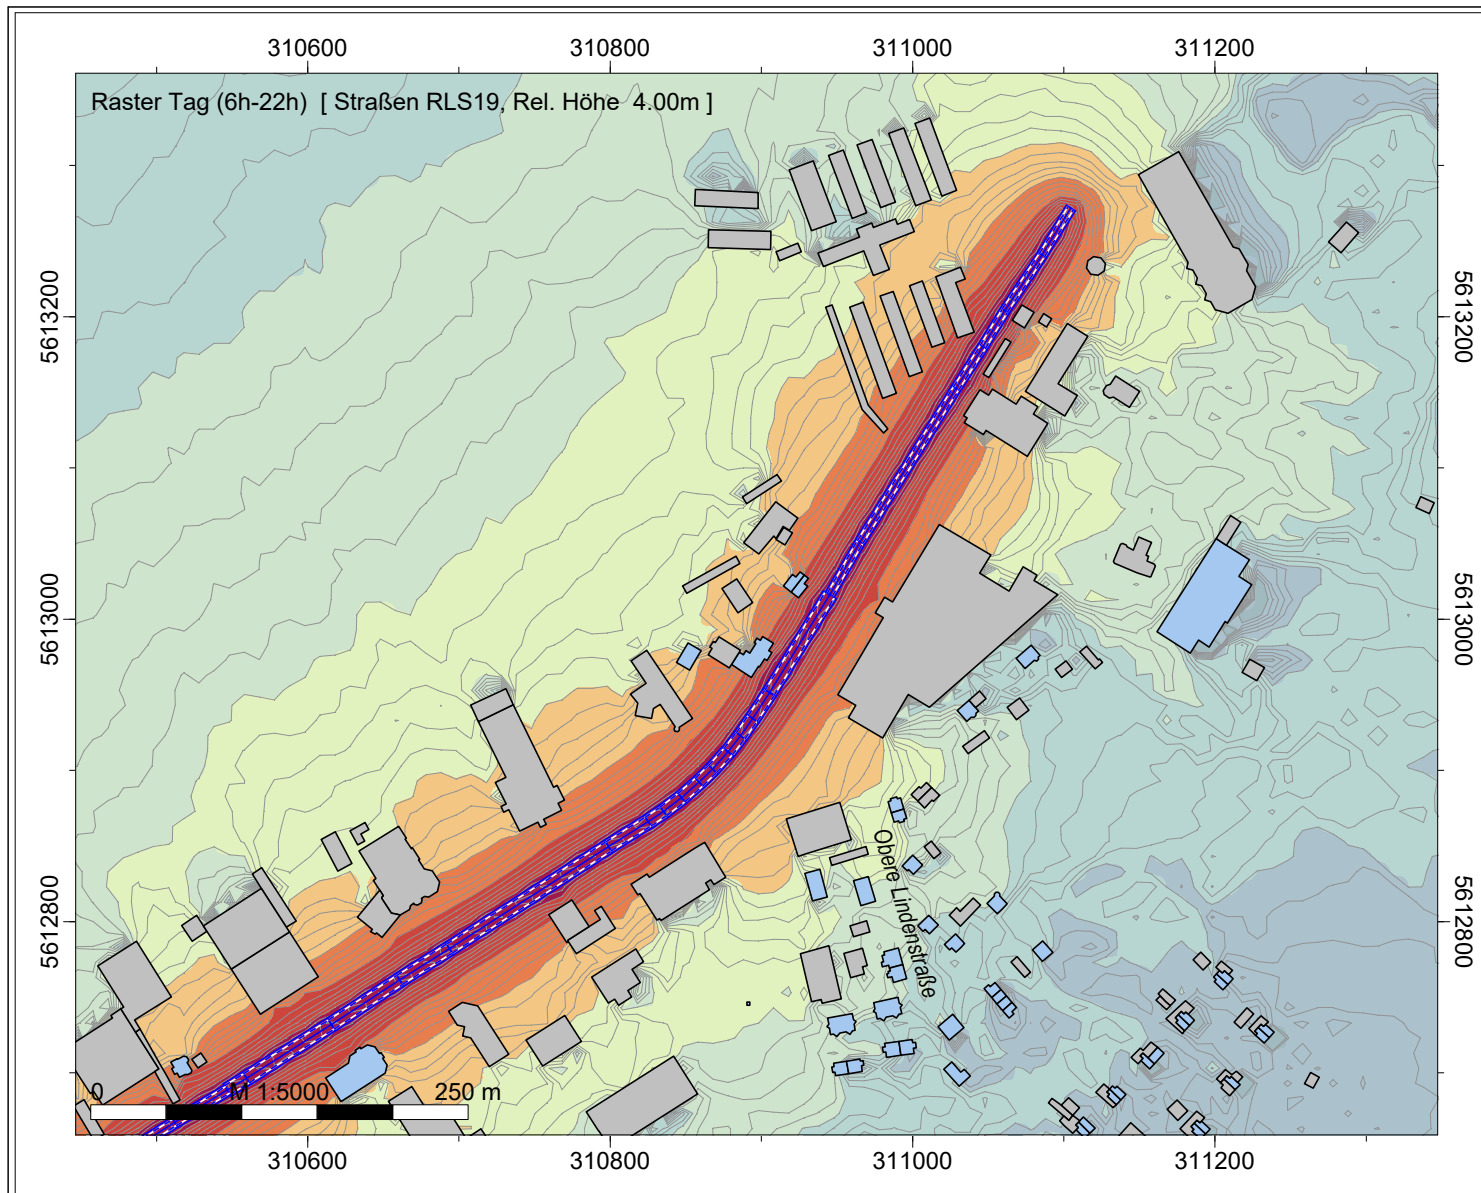 310600 310800 311000 311200
Raster Tag (6h-22h) [ Straßen RLS19, Rel. Höhe 4.00m ]
5613200 5613200
5613000 5613000
5612800 5612800
Obere Lindenstraße
0 M 1:5000 250 m
310600 310800 311000 311200